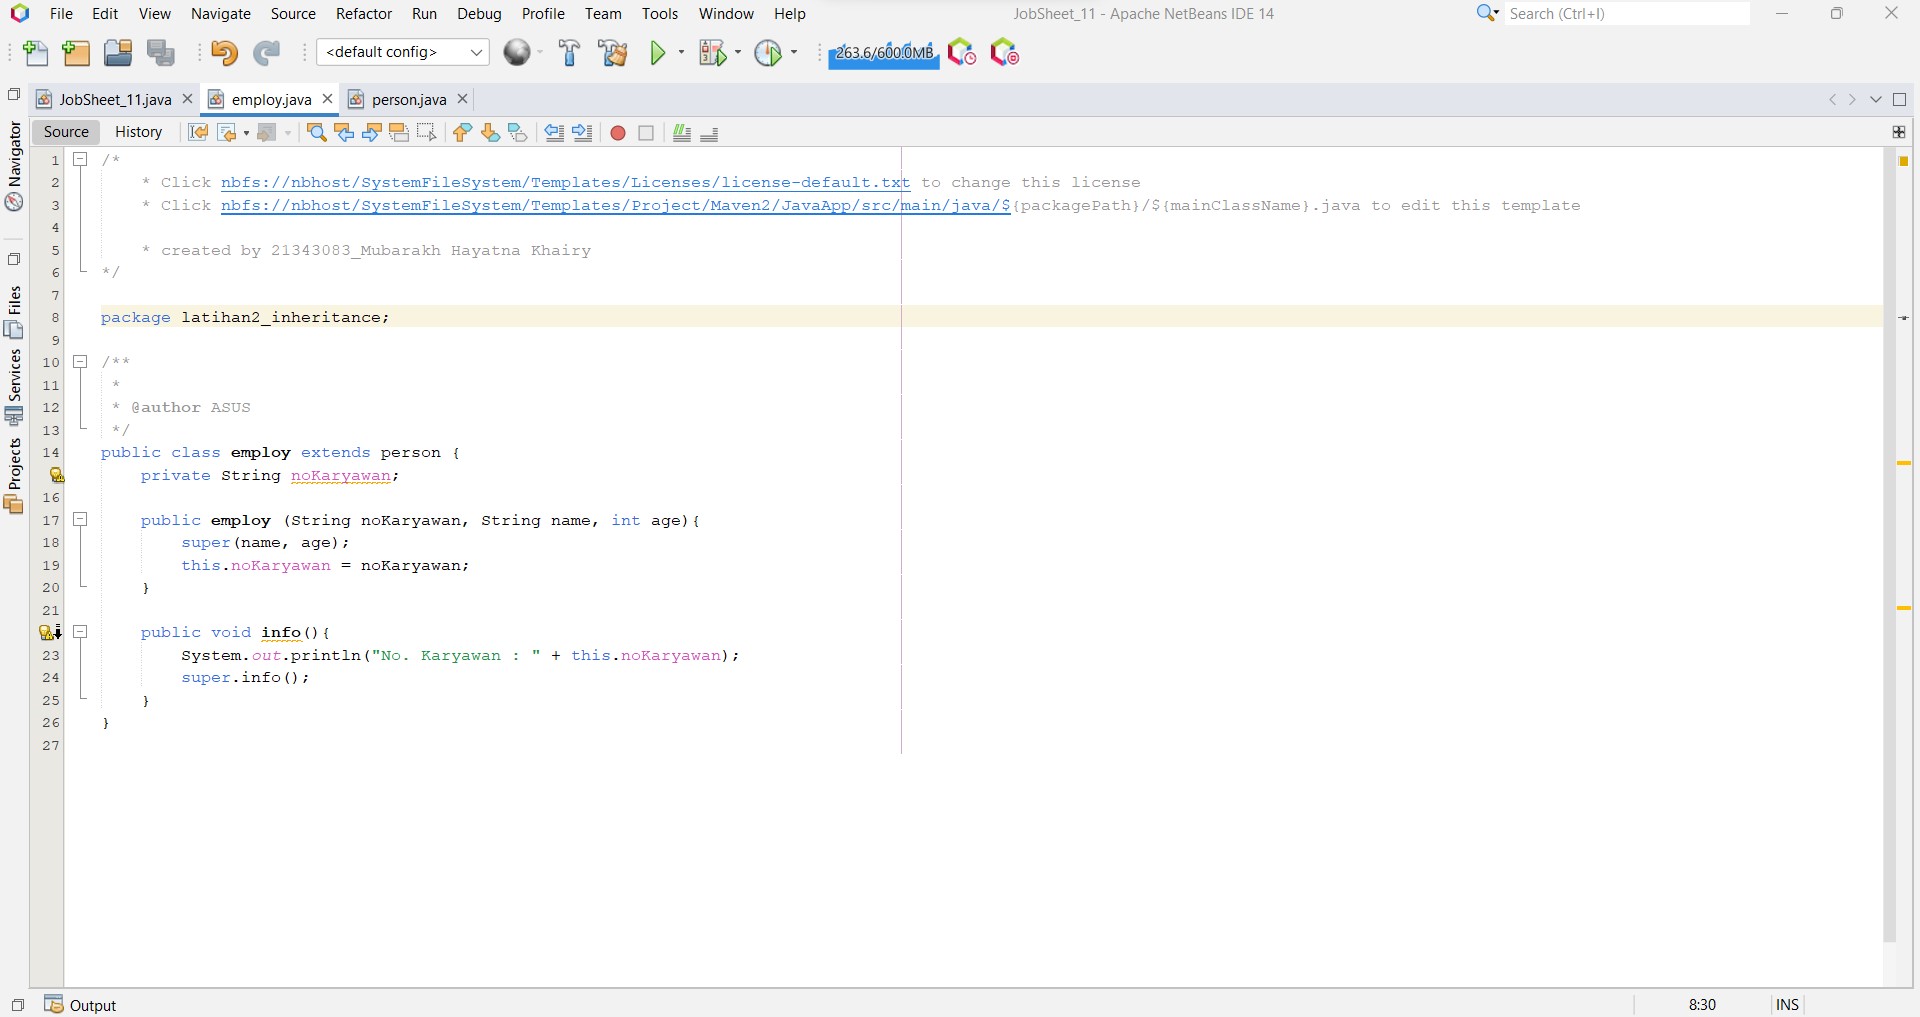 File Edit View Navigate Source Refactor Run Debug Profile Team Tools Window Help JobSheet_11 - Apache NetBeans IDE 14 Search (Ctrl+I)
<default config> 263.6/600.0MB
JobSheet_11.java employ.java person.java
Source History
Navigator
Files
Services
Projects
1 /*
2 * Click nbfs://nbhost/SystemFileSystem/Templates/Licenses/license-default.txt to change this license
3 * Click nbfs://nbhost/SystemFileSystem/Templates/Project/Maven2/JavaApp/src/main/java/${packagePath}/${mainClassName}.java to edit this template
4
5 * created by 21343083_Mubarakh Hayatna Khairy
6 */
7
8 package latihan2_inheritance;
9
10 /**
11 *
12 * @author ASUS
13 */
14 public class employ extends person {
private String noKaryawan;
16
17 public employ (String noKaryawan, String name, int age){
18 super(name, age);
19 this.noKaryawan = noKaryawan;
20 }
21
public void info(){
23 System.out.println("No. Karyawan : " + this.noKaryawan);
24 super.info();
25 }
26 }
27
Output 8:30 INS